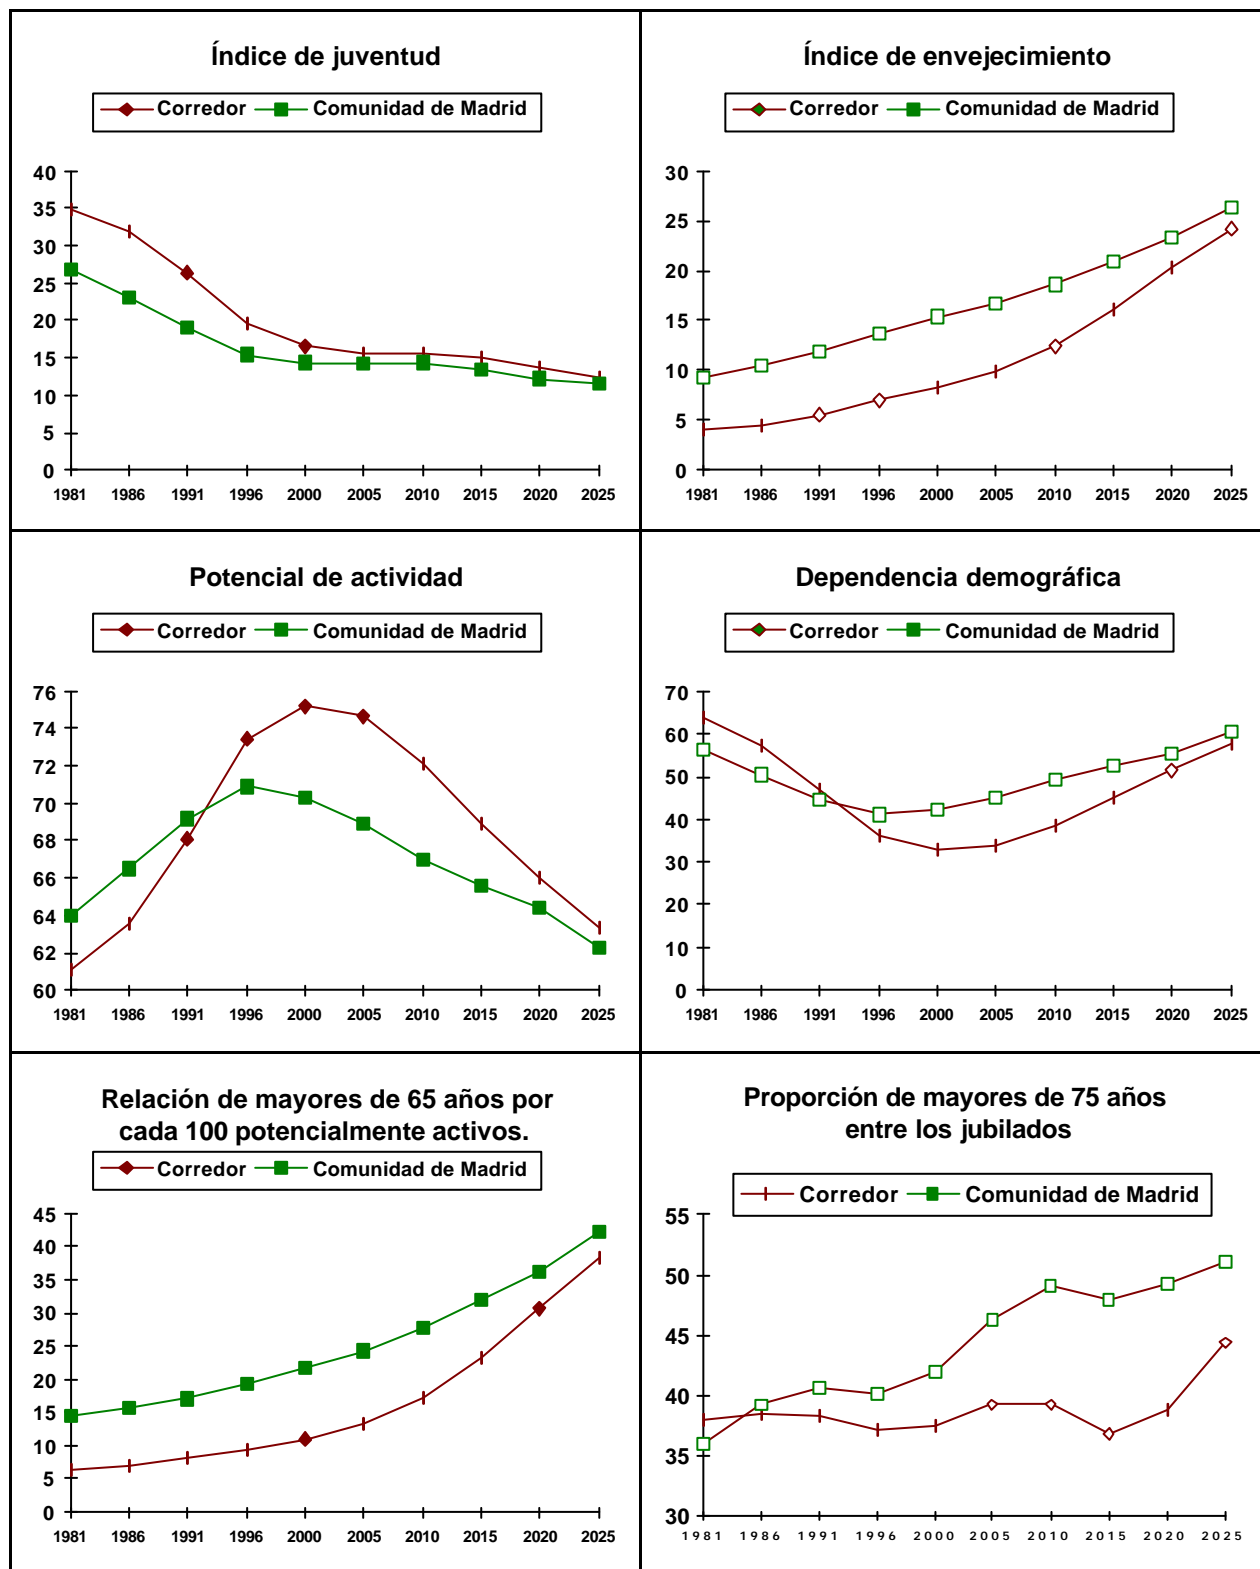 Índice de juventud
Corredor Comunidad de Madrid
40
35
30
25
20
15
10
5
0
1981 1986 1991 1996 2000 2005 2010 2015 2020 2025
Índice de envejecimiento
Corredor Comunidad de Madrid
30
25
20
15
10
5
0
1981 1986 1991 1996 2000 2005 2010 2015 2020 2025
Potencial de actividad
Corredor Comunidad de Madrid
76
74
72
70
68
66
64
62
60
1981 1986 1991 1996 2000 2005 2010 2015 2020 2025
Dependencia demográfica
Corredor Comunidad de Madrid
70
60
50
40
30
20
10
0
1981 1986 1991 1996 2000 2005 2010 2015 2020 2025
Relación de mayores de 65 años por
cada 100 potencialmente activos.
Corredor Comunidad de Madrid
45
40
35
30
25
20
15
10
5
0
1981 1986 1991 1996 2000 2005 2010 2015 2020 2025
Proporción de mayores de 75 años
entre los jubilados
Corredor Comunidad de Madrid
55
50
45
40
35
30
1981 1986 1991 1996 2000 2005 2010 2015 2020 2025